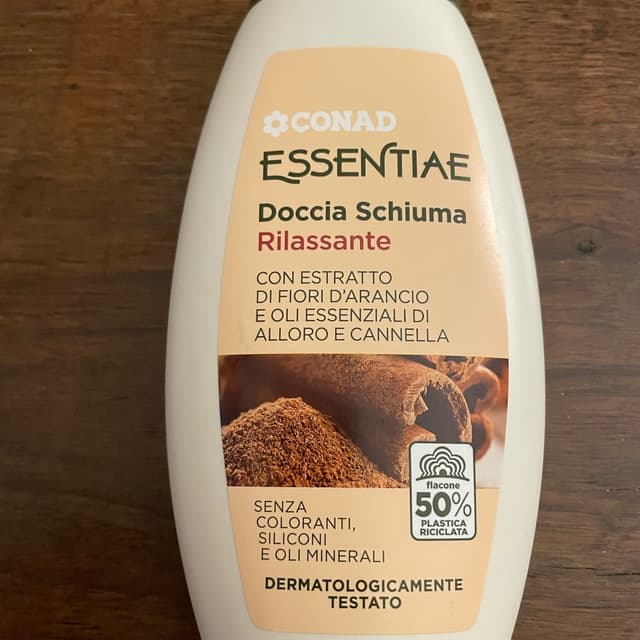 CONAD
ESSENTIAE
Doccia Schiuma
Rilassante
CON ESTRATTO
DI FIORI D'ARANCIO
E OLI ESSENZIALI DI
ALLORO E CANNELLA
flacone
50%
PLASTICA
RICICLATA
SENZA
COLORANTI,
SILICONI
E OLI MINERALI
DERMATOLOGICAMENTE
TESTATO